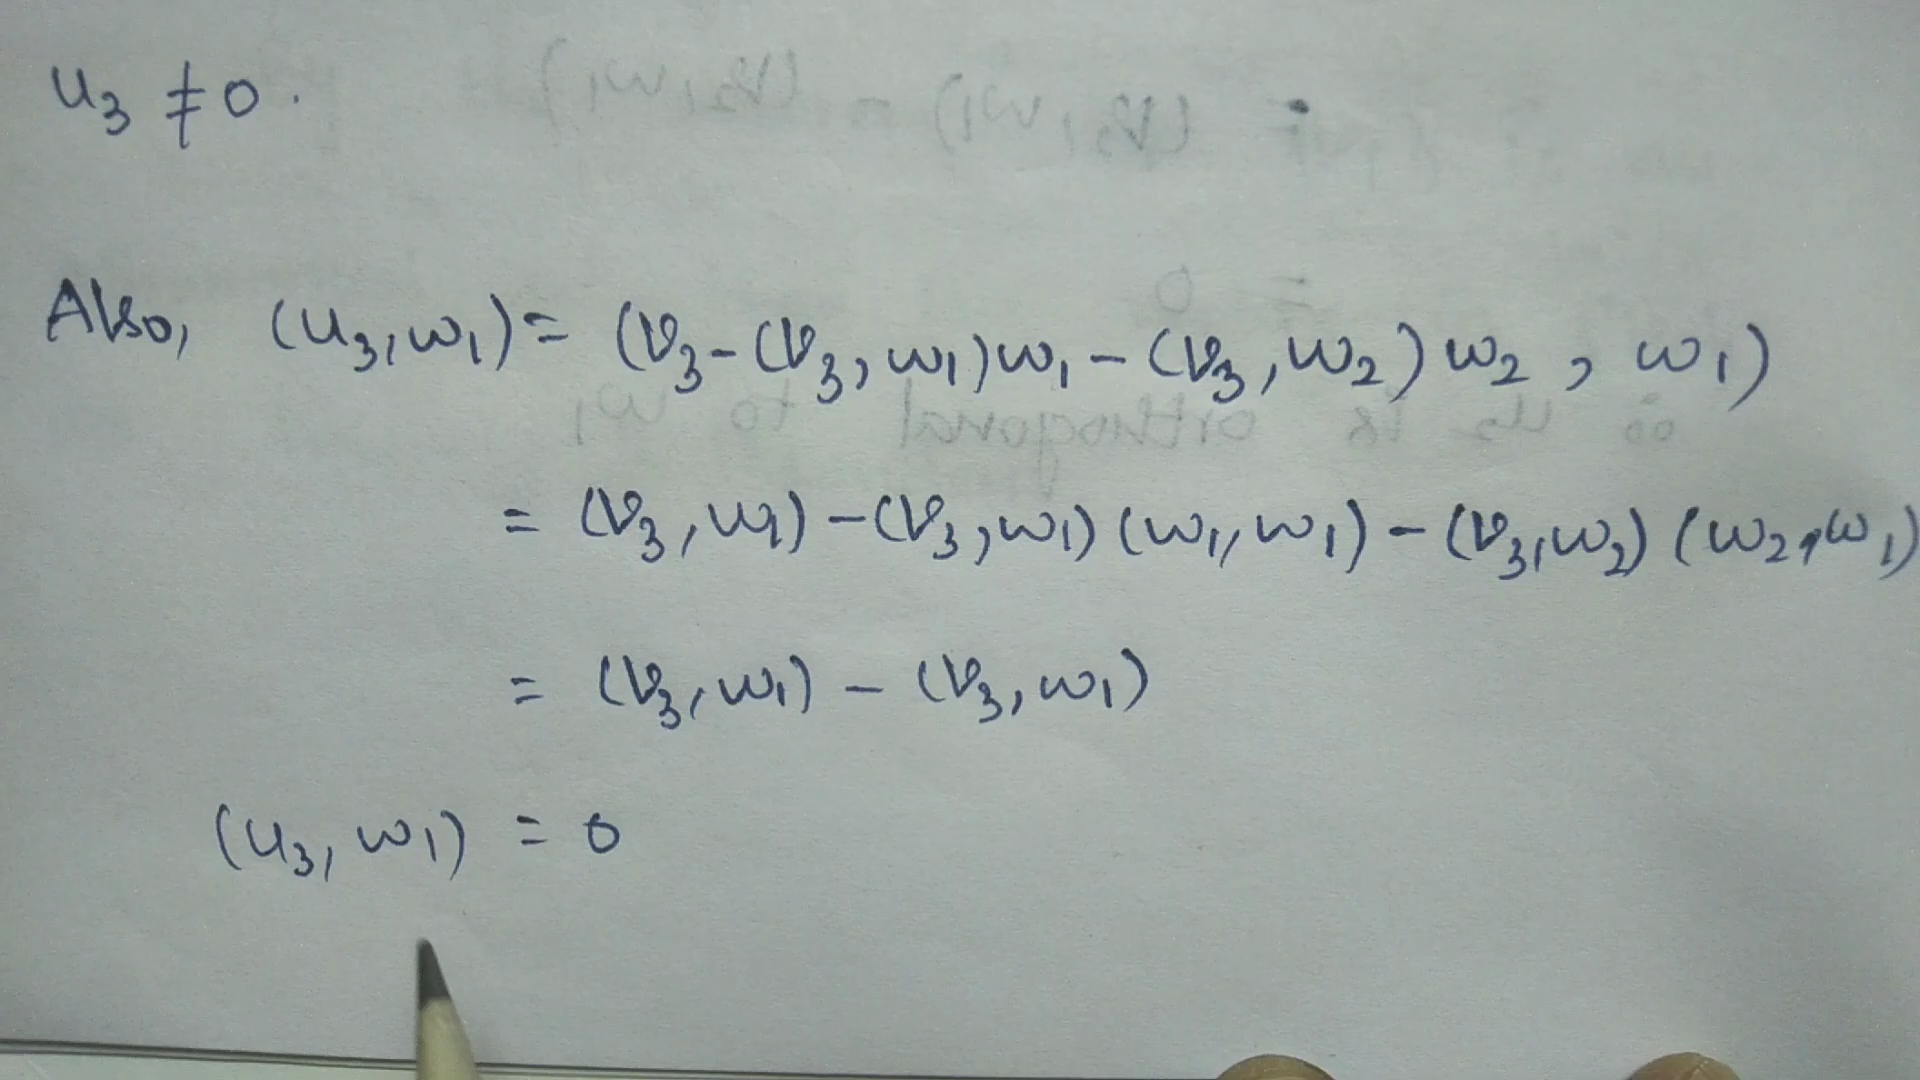 u₃ ≠ 0.
Also, (u₃, w₁) = (v₃ - (v₃, w₁)w₁ - (v₃, w₂) w₂, w₁)
= (v₃, w₁) - (v₃, w₁) (w₁, w₁) - (v₃, w₂) (w₂, w₁)
= (v₃, w₁) - (v₃, w₁)
(u₃, w₁) = 0